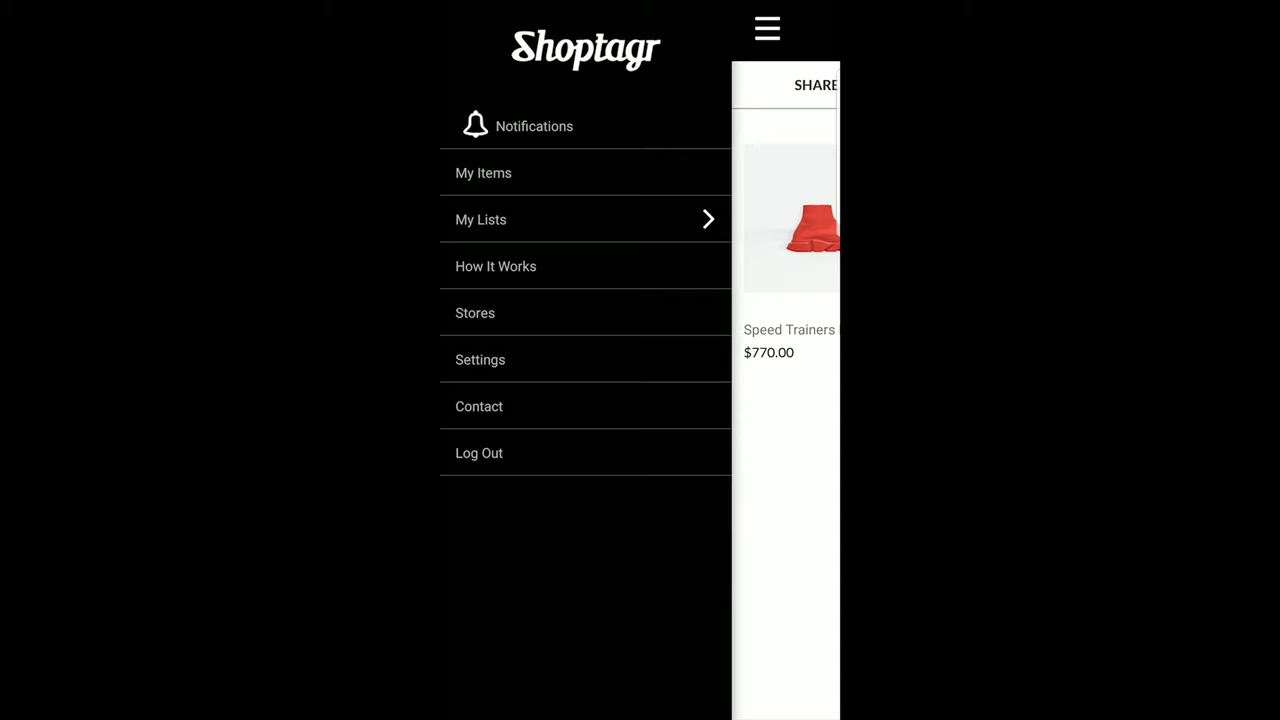 Shoptagr
Notifications
My Items
My Lists
How It Works
Stores
Settings
Contact
Log Out
SHARE
Speed Trainers
$770.00